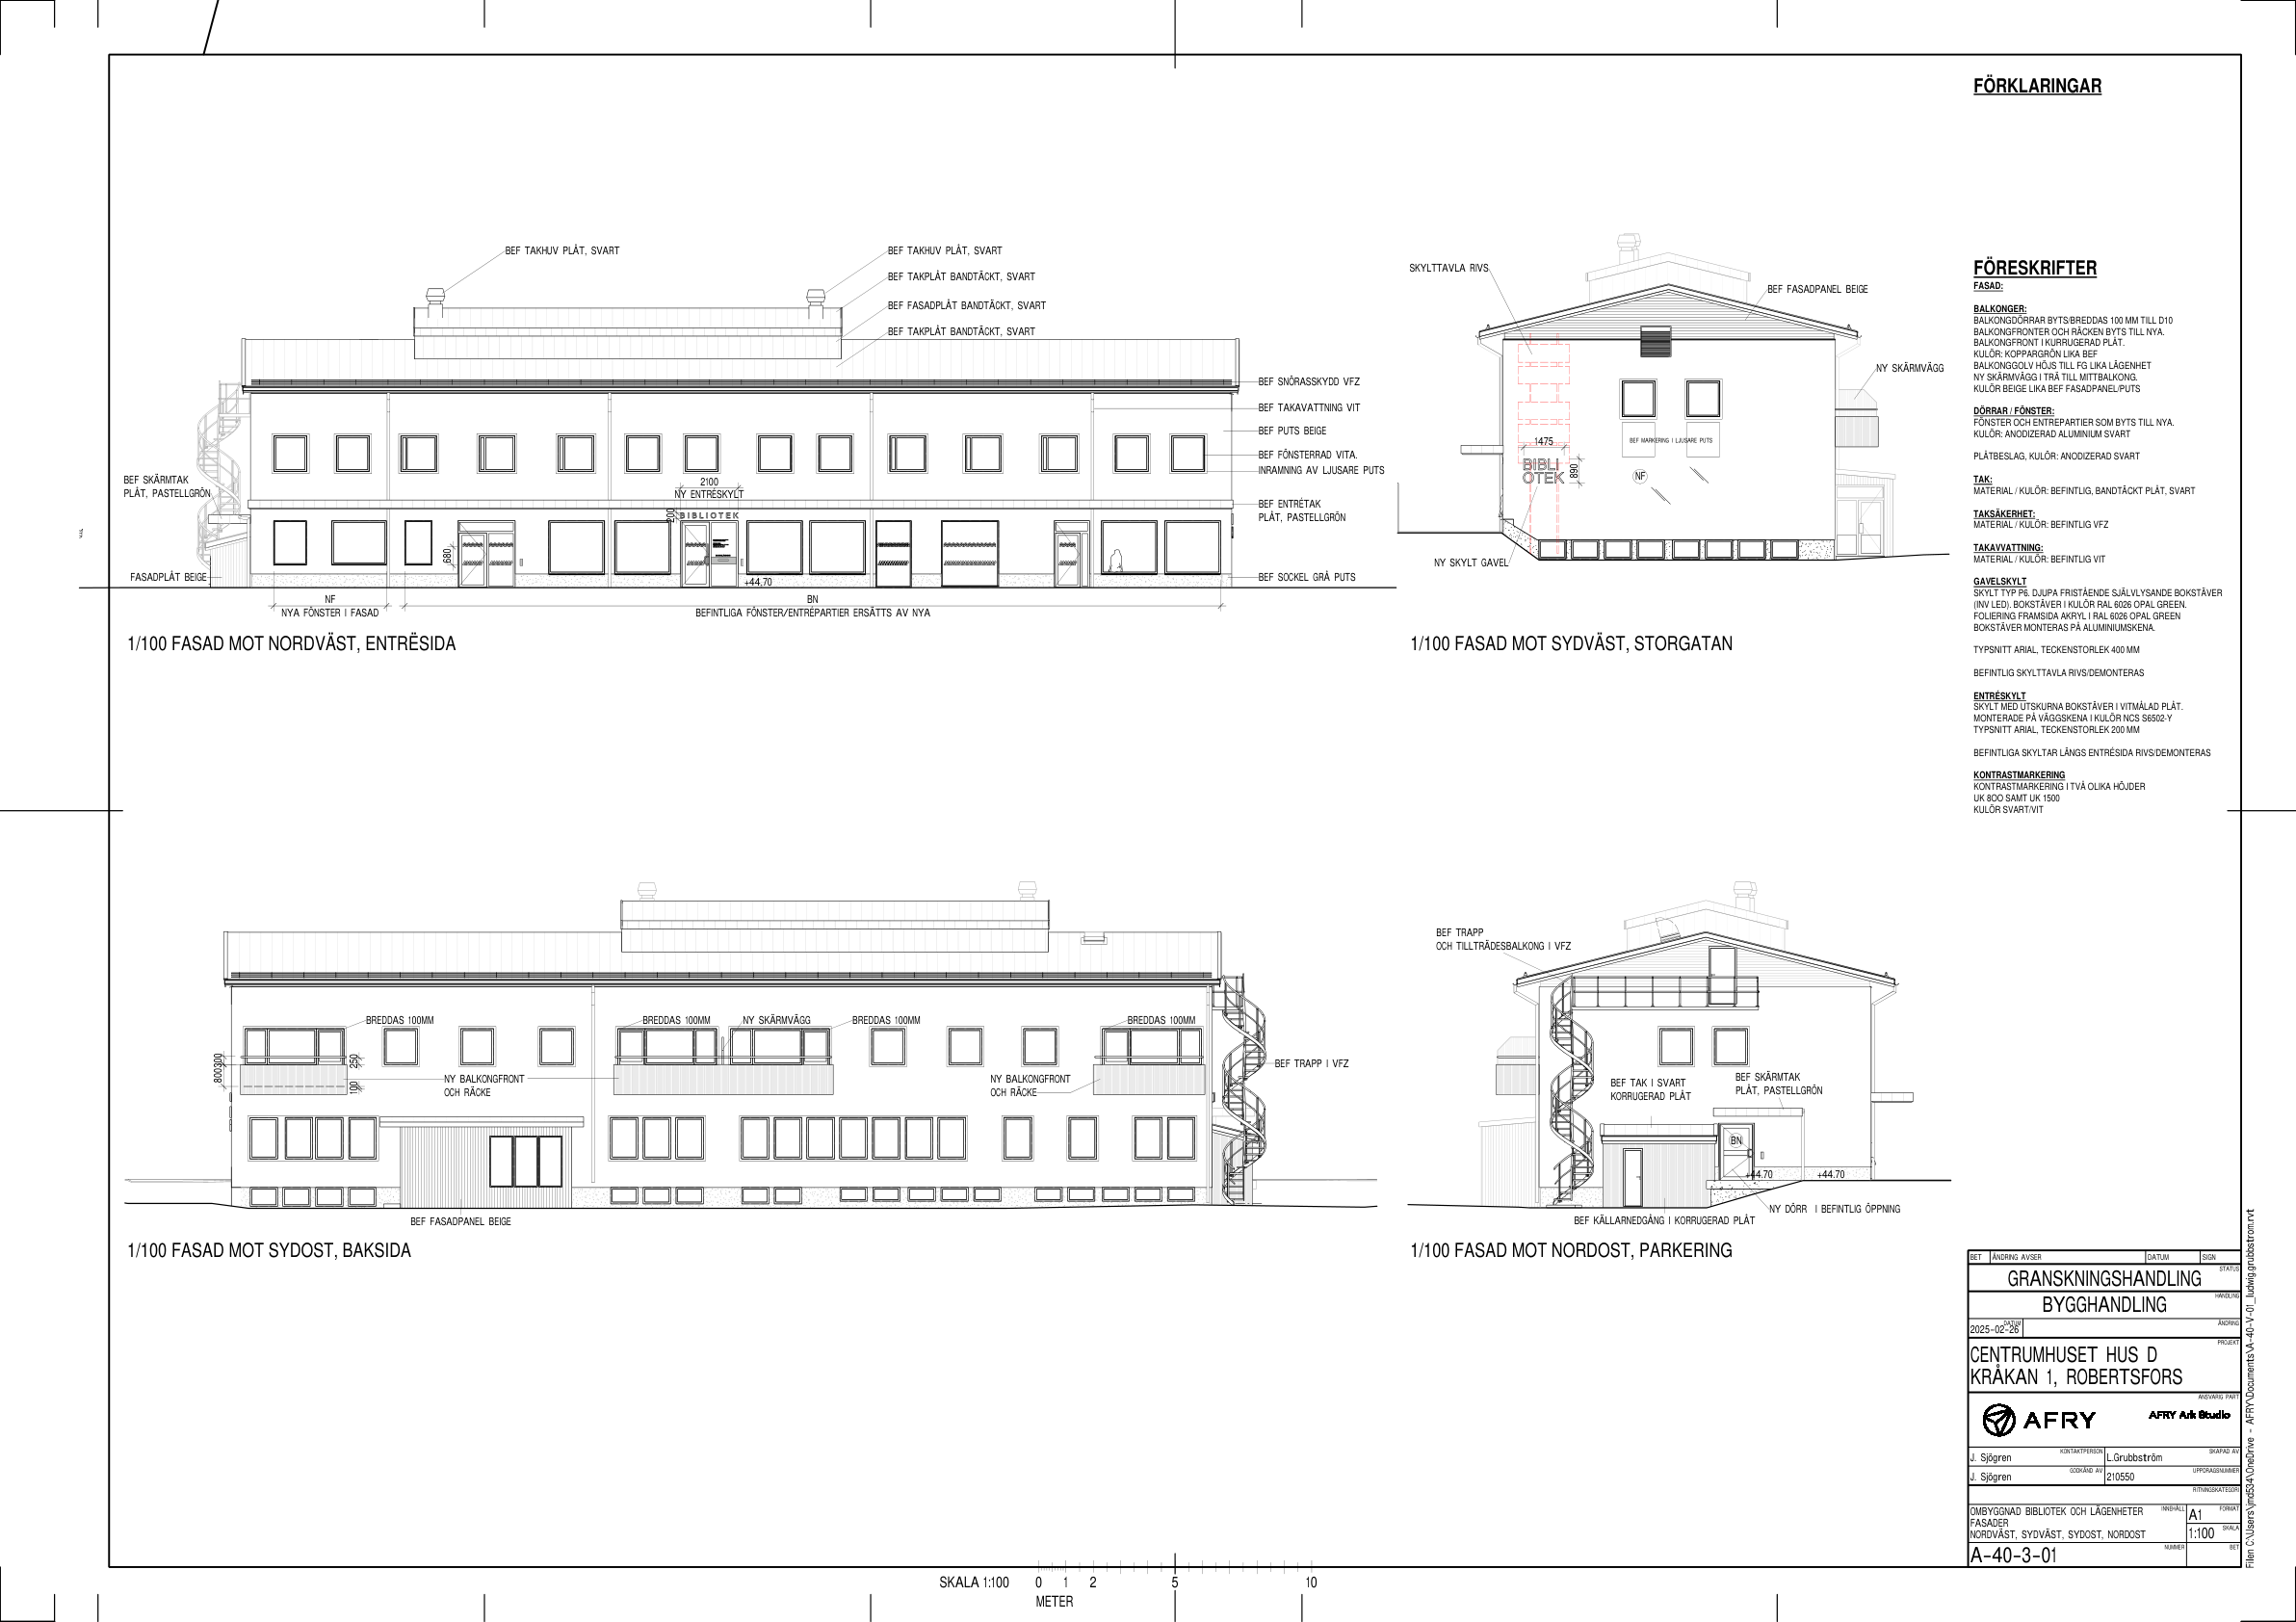 FÖRKLARINGAR
BEF TAKHUV PLÅT, SVART
BEF TAKHUV PLÅT, SVART
BEF TAKPLÅT BANDTÄCKT, SVART
BEF FASADPLÅT BANDTÄCKT, SVART
BEF TAKPLÅT BANDTÄCKT, SVART
BEF SNÖRASSKYDD VFZ
BEF TAKAVATTNING VIT
BEF PUTS BEIGE
BEF FÖNSTERRAD VITA.
INRAMNING AV LJUSARE PUTS
BEF ENTRÉTAK
PLÅT, PASTELLGRÖN
BEF SOCKEL GRÅ PUTS
BEF SKÄRMTAK
PLÅT, PASTELLGRÖN
FASADPLÅT BEIGE
2100
NY ENTRÉSKYLT
200
BIBLIOTEK
680
+44,70
NF
NYA FÖNSTER I FASAD
BN
BEFINTLIGA FÖNSTER/ENTRÉPARTIER ERSÄTTS AV NYA
1/100 FASAD MOT NORDVÄST, ENTRËSIDA
SKYLTTAVLA RIVS
BEF FASADPANEL BEIGE
NY SKÄRMVÄGG
BEF MARKERING I LJUSARE PUTS
1475
BIBLI
OTEK
890
NF
NY SKYLT GAVEL
1/100 FASAD MOT SYDVÄST, STORGATAN
FÖRESKRIFTER
FASAD:
BALKONGER:
BALKONGDÖRRAR BYTS/BREDDAS 100 MM TILL D10
BALKONGFRONTER OCH RÄCKEN BYTS TILL NYA.
BALKONGFRONT I KURRUGERAD PLÅT.
KULÖR: KOPPARGRÖN LIKA BEF
BALKONGGOLV HÖJS TILL FG LIKA LÄGENHET
NY SKÄRMVÄGG I TRÄ TILL MITTBALKONG.
KULÖR BEIGE LIKA BEF FASADPANEL/PUTS
DÖRRAR / FÖNSTER:
FÖNSTER OCH ENTREPARTIER SOM BYTS TILL NYA.
KULÖR: ANODIZERAD ALUMINIUM SVART
PLÅTBESLAG, KULÖR: ANODIZERAD SVART
TAK:
MATERIAL / KULÖR: BEFINTLIG, BANDTÄCKT PLÅT, SVART
TAKSÄKERHET:
MATERIAL / KULÖR: BEFINTLIG VFZ
TAKAVVATTNING:
MATERIAL / KULÖR: BEFINTLIG VIT
GAVELSKYLT
SKYLT TYP P6. DJUPA FRISTÅENDE SJÄLVLYSANDE BOKSTÄVER
(INV LED). BOKSTÄVER I KULÖR RAL 6026 OPAL GREEN.
FOLIERING FRAMSIDA AKRYL I RAL 6026 OPAL GREEN
BOKSTÄVER MONTERAS PÅ ALUMINIUMSKENA.
TYPSNITT ARIAL, TECKENSTORLEK 400 MM
BEFINTLIG SKYLTTAVLA RIVS/DEMONTERAS
ENTRÉSKYLT
SKYLT MED UTSKURNA BOKSTÄVER I VITMÅLAD PLÅT.
MONTERADE PÅ VÄGGSKENA I KULÖR NCS S6502-Y
TYPSNITT ARIAL, TECKENSTORLEK 200 MM
BEFINTLIGA SKYLTAR LÄNGS ENTRÉSIDA RIVS/DEMONTERAS
KONTRASTMARKERING
KONTRASTMARKERING I TVÅ OLIKA HÖJDER
UK 8OO SAMT UK 1500
KULÖR SVART/VIT
BREDDAS 100MM
BREDDAS 100MM
NY SKÄRMVÄGG
BREDDAS 100MM
BREDDAS 100MM
300
800
250
100
NY BALKONGFRONT
OCH RÄCKE
NY BALKONGFRONT
OCH RÄCKE
BEF TRAPP I VFZ
BEF FASADPANEL BEIGE
1/100 FASAD MOT SYDOST, BAKSIDA
BEF TRAPP
OCH TILLTRÄDESBALKONG I VFZ
BEF TAK I SVART
KORRUGERAD PLÅT
BEF SKÄRMTAK
PLÅT, PASTELLGRÖN
BN
+44.70
+44.70
NY DÖRR I BEFINTLIG ÖPPNING
BEF KÄLLARNEDGÅNG I KORRUGERAD PLÅT
1/100 FASAD MOT NORDOST, PARKERING
BET ÄNDRING AVSER DATUM SIGN
STATUS
GRANSKNINGSHANDLING
HANDLING
BYGGHANDLING
DATUM
2025-02-26
ÄNDRING
PROJEKT
CENTRUMHUSET HUS D
KRÅKAN 1, ROBERTSFORS
ANSVARIG PART
AFRY
AFRY Ark Studio
KONTAKTPERSON
J. Sjögren
SKAPAD AV
L.Grubbström
GODKÄND AV
J. Sjögren
UPPDRAGSNUMMER
210550
RITNINGSKATEGORI
OMBYGGNAD BIBLIOTEK OCH LÄGENHETER
FASADER
NORDVÄST, SYDVÄST, SYDOST, NORDOST
INNEHÅLL
FORMAT
A1
SKALA
1:100
NUMMER
BET
A-40-3-01
Filen C:\Users\jnd534\OneDrive - AFRY\Documents\A-40-V-01_ludwig.grubbstrom.rvt
SKALA 1:100 0 1 2 5 10
METER